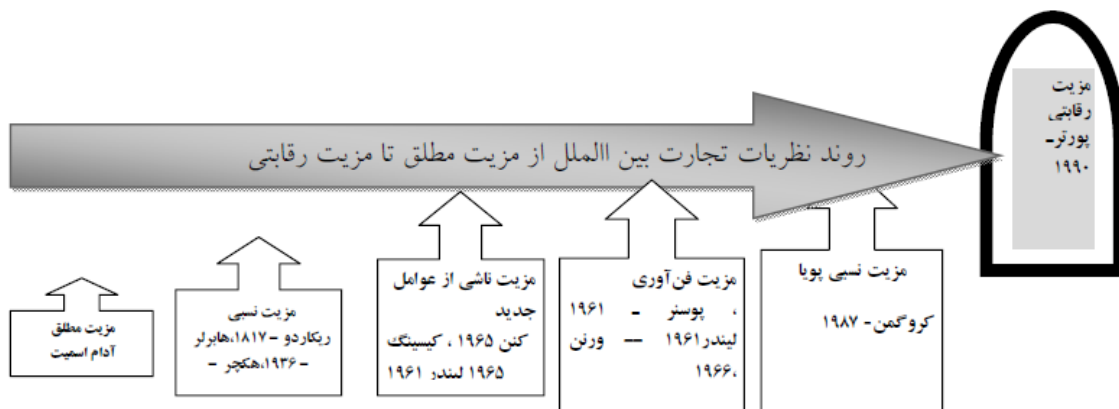 روند نظریات تجارت بین االملل از مزیت مطلق تا مزیت رقابتی
مزیت
رقابتی
پورتر–
۱۹۹۰
مزیت نسبی پویا
کروگمن- ۱۹۸۷
مزیت فن‌آوری
، پوسنر – ۱۹۶۱
لیندر۱۹۶۱ –– ورنن
۱۹۶۶،
مزیت ناشی از عوامل
جدید
کنن ۱۹۶۵ ، کیسینگ
۱۹۶۵ لیندر ۱۹۶۱
مزیت نسبی
ریکاردو –۱۸۱۷،هابرلر
–۱۹۳۶،هکچر –
مزیت مطلق
آدام اسمیت